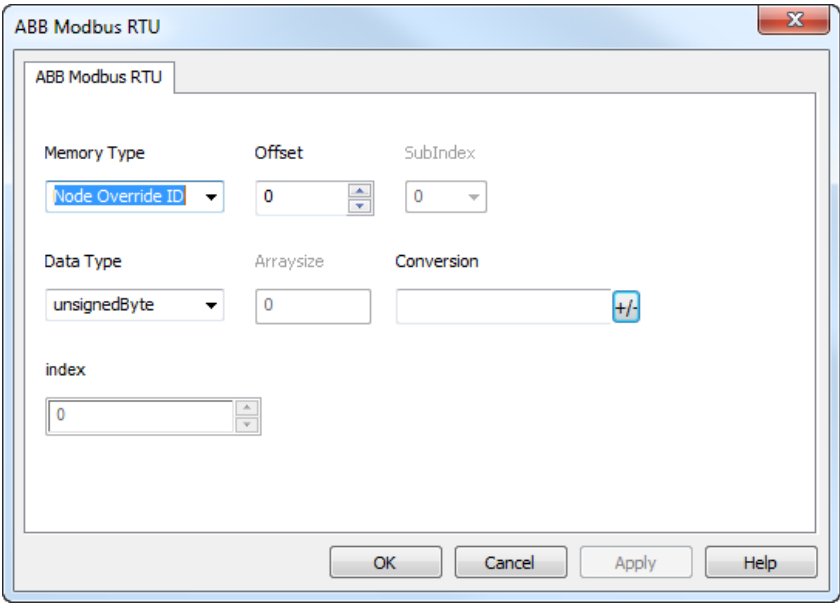 ABB Modbus RTU
ABB Modbus RTU
Memory Type Offset SubIndex
Node Override ID 0 0
Data Type Arraysize Conversion
unsignedByte 0 +/-
index
0
OK Cancel Apply Help